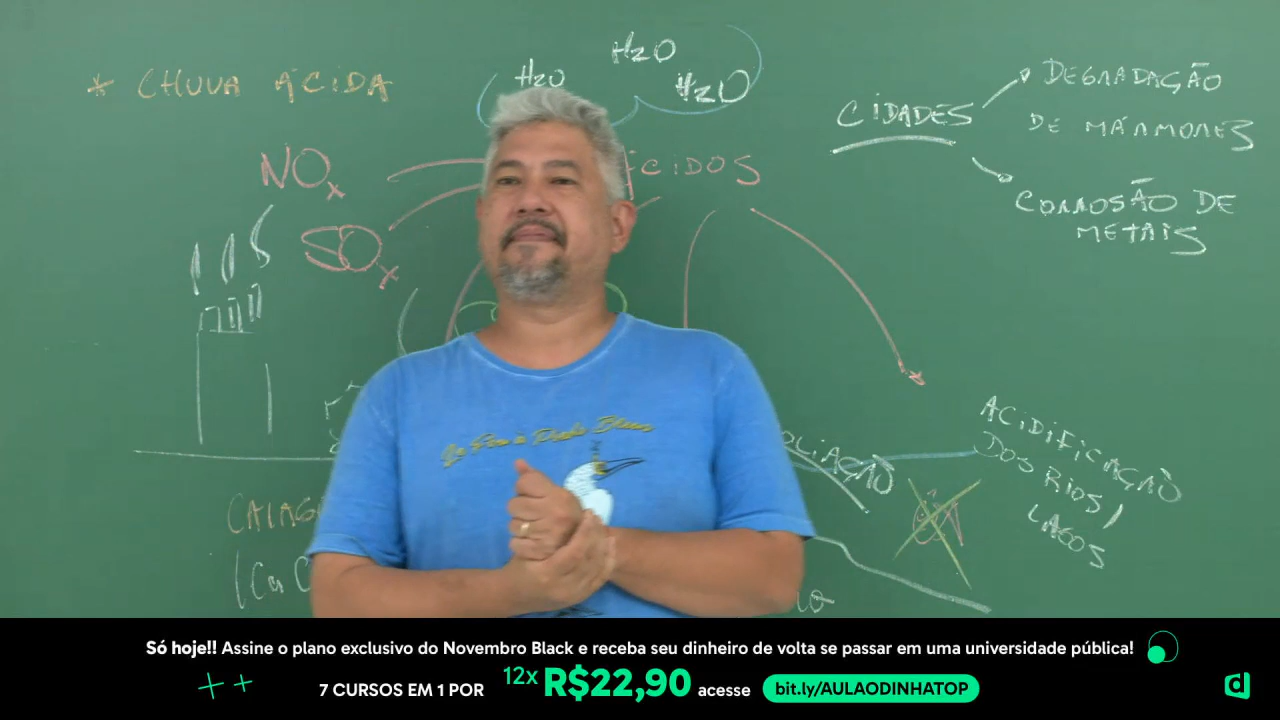 * CHUVA ÁCIDA
H2O
H2O
H2O
NOx
SOx
CIDADES
DEGRADAÇÃO
DE MÁRMORES
CORROSÃO DE
METAIS
ACIDIFICAÇÃO
DOS RIOS/
LAGOS
Só hoje!! Assine o plano exclusivo do Novembro Black e receba seu dinheiro de volta se passar em uma universidade pública!
7 CURSOS EM 1 POR 12x R$22,90 acesse bit.ly/AULAODINHATOP
d